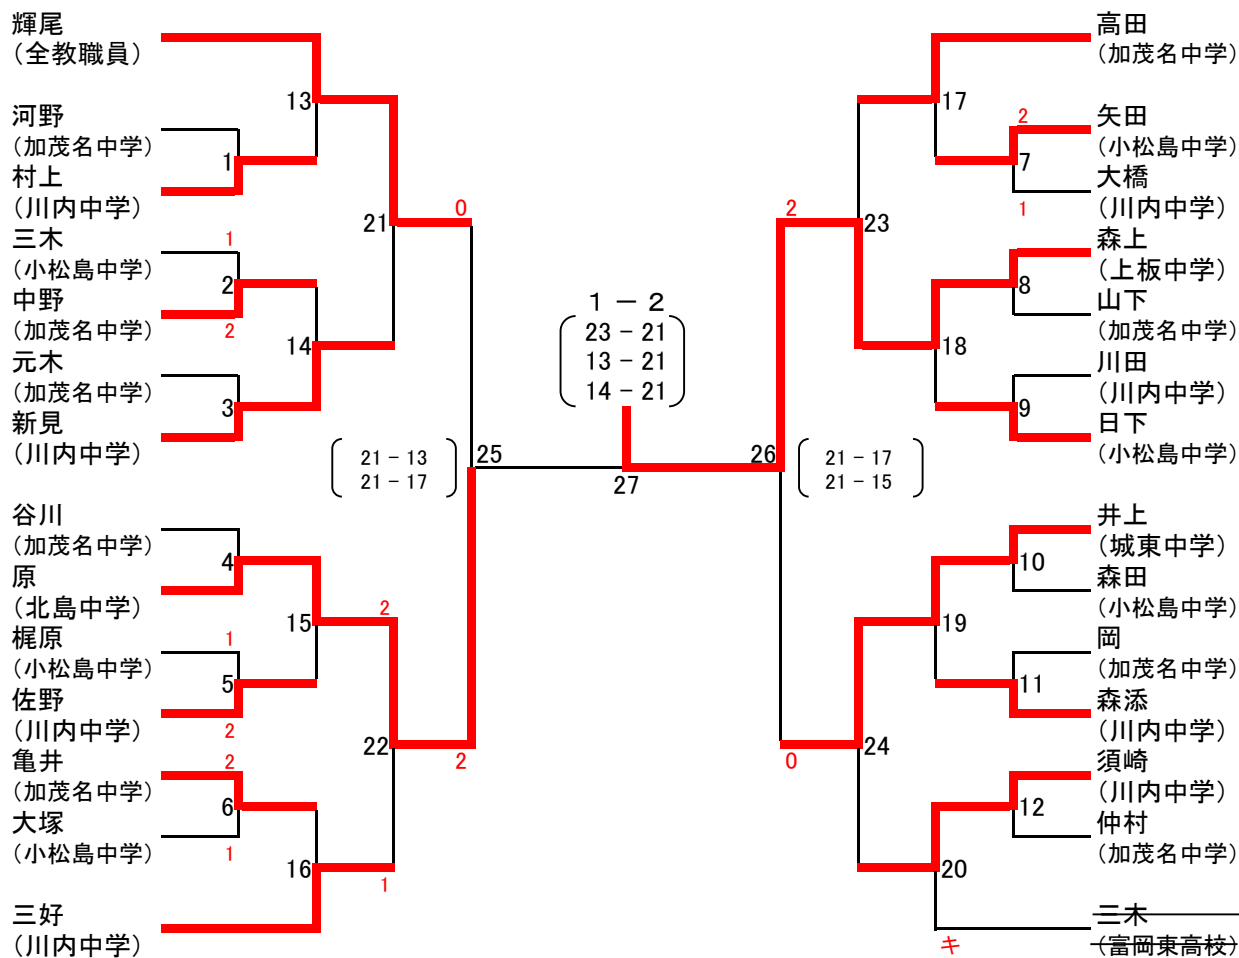 輝尾
(全教職員)
河野
(加茂名中学)
村上
(川内中学)
三木
(小松島中学)
中野
(加茂名中学)
元木
(加茂名中学)
新見
(川内中学)
谷川
(加茂名中学)
原
(北島中学)
梶原
(小松島中学)
佐野
(川内中学)
亀井
(加茂名中学)
大塚
(小松島中学)
三好
(川内中学)
13
1
1
2
2
14
3
21
0
4
15
2
1
5
2
22
2
2
6
1
16
1
25
21 - 13
21 - 17
1 - 2
23 - 21
13 - 21
14 - 21
27
26
21 - 17
21 - 15
2
23
17
2
7
1
8
18
9
10
19
11
24
0
12
20
キ
高田
(加茂名中学)
矢田
(小松島中学)
大橋
(川内中学)
森上
(上板中学)
山下
(加茂名中学)
川田
(川内中学)
日下
(小松島中学)
井上
(城東中学)
森田
(小松島中学)
岡
(加茂名中学)
森添
(川内中学)
須崎
(川内中学)
仲村
(加茂名中学)
三木
(富岡東高校)